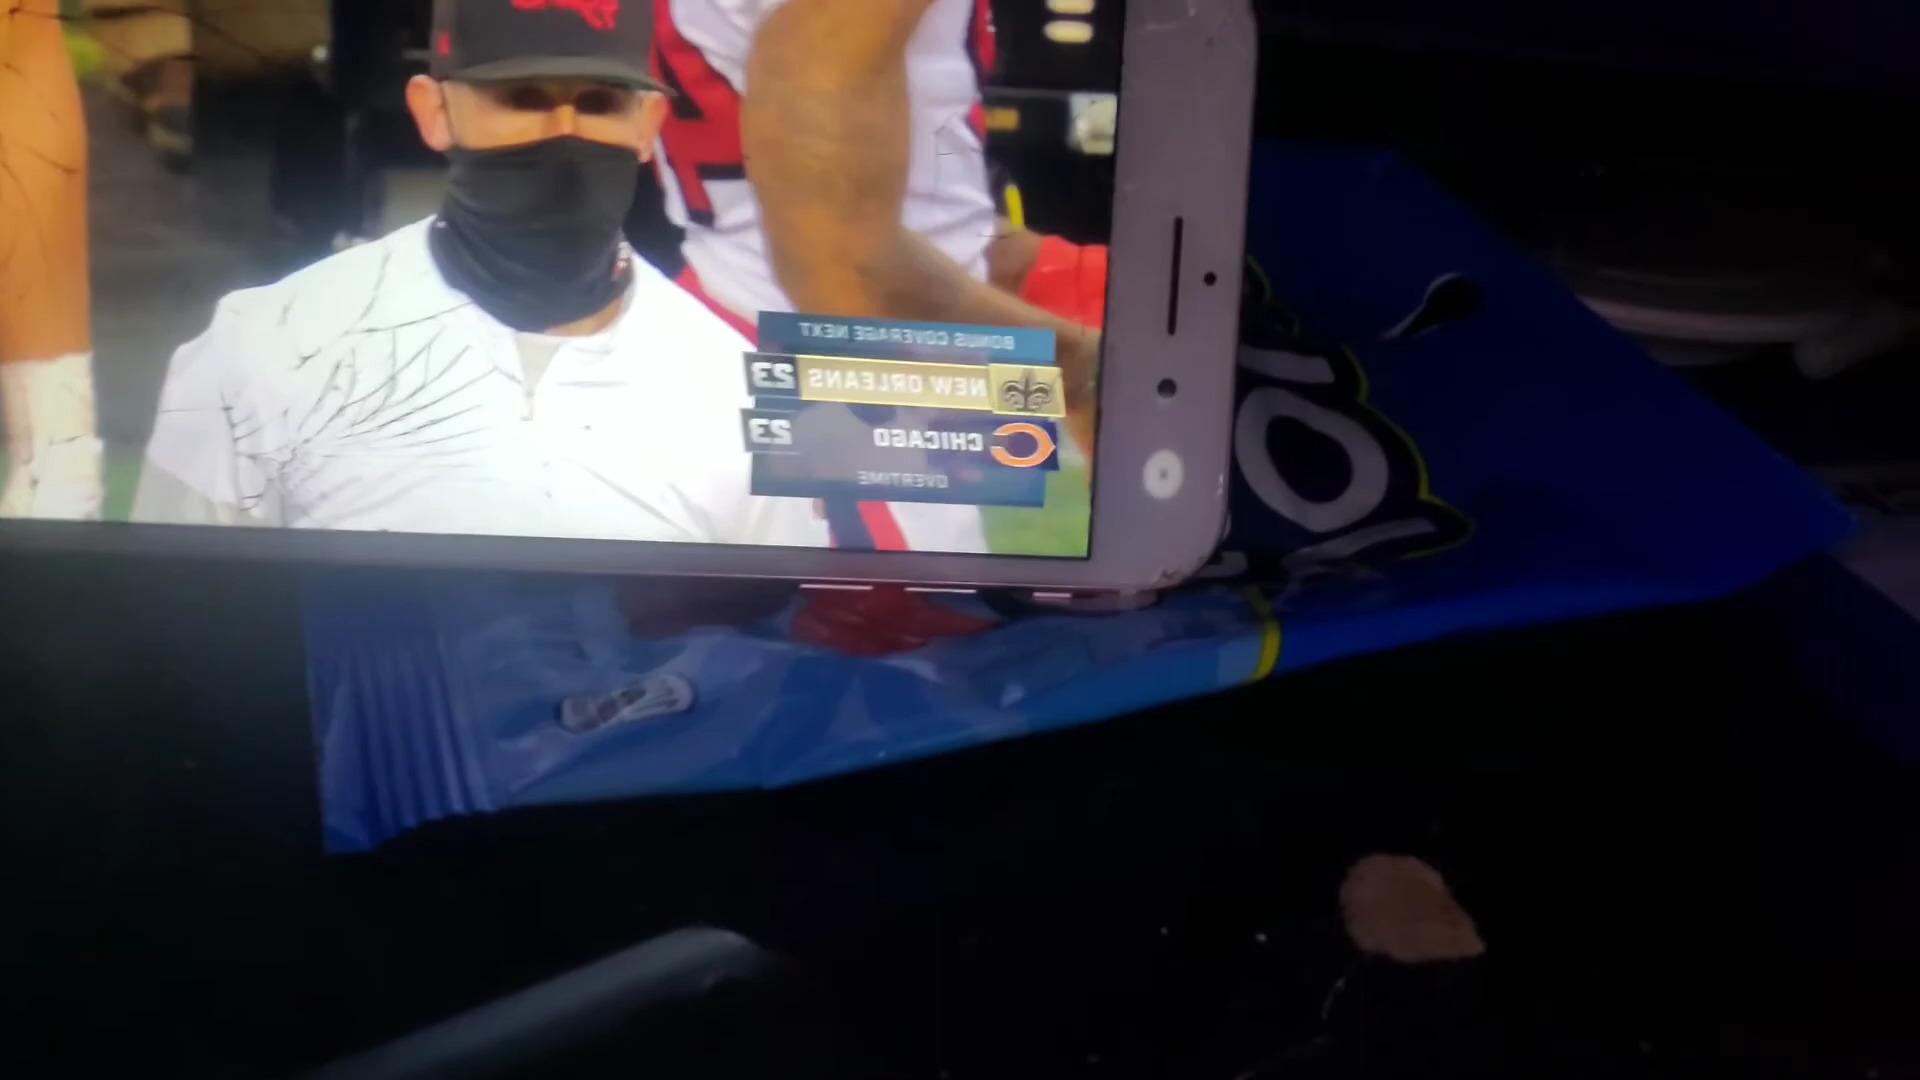 BONUS COVERAGE NEXT
NEW ORLEANS 23
CHICAGO 23
OVERTIME